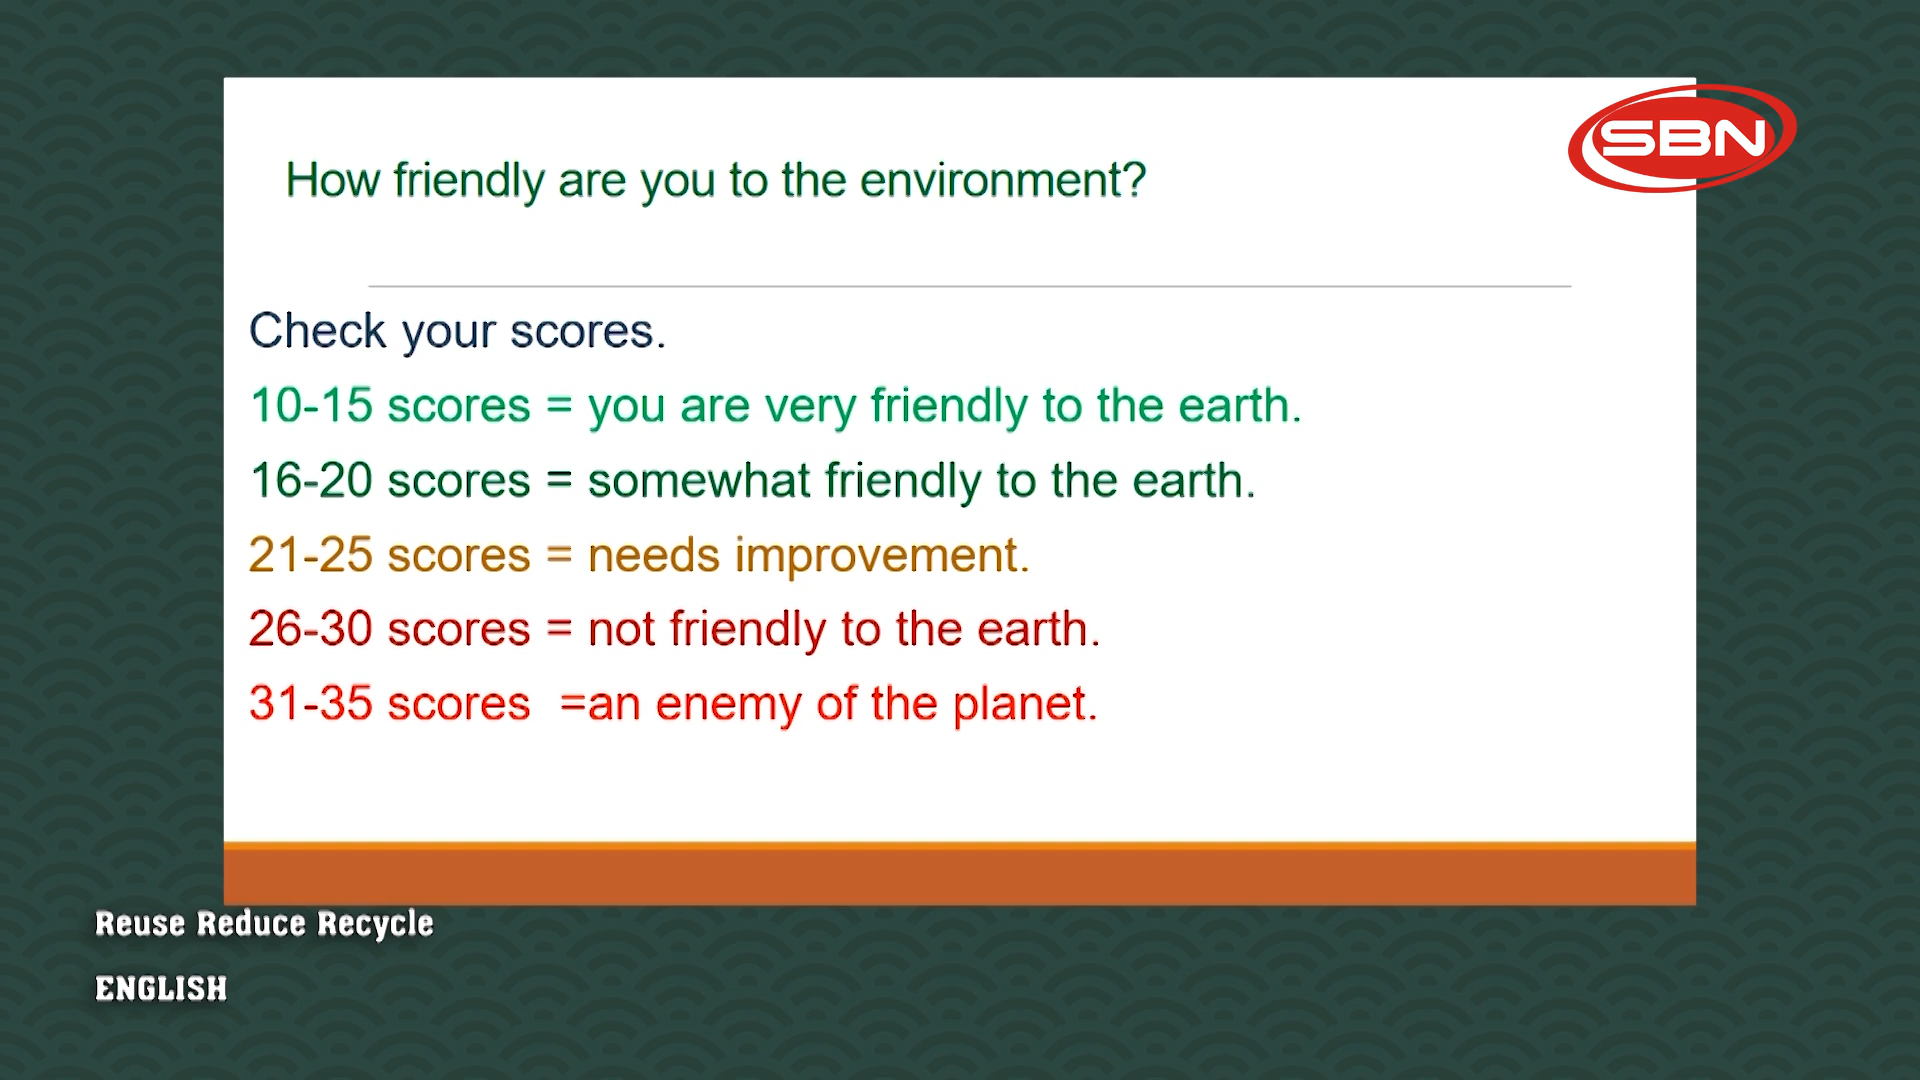 SBN
How friendly are you to the environment?
Check your scores.
10-15 scores = you are very friendly to the earth.
16-20 scores = somewhat friendly to the earth.
21-25 scores = needs improvement.
26-30 scores = not friendly to the earth.
31-35 scores  =an enemy of the planet.
Reuse Reduce Recycle
ENGLISH